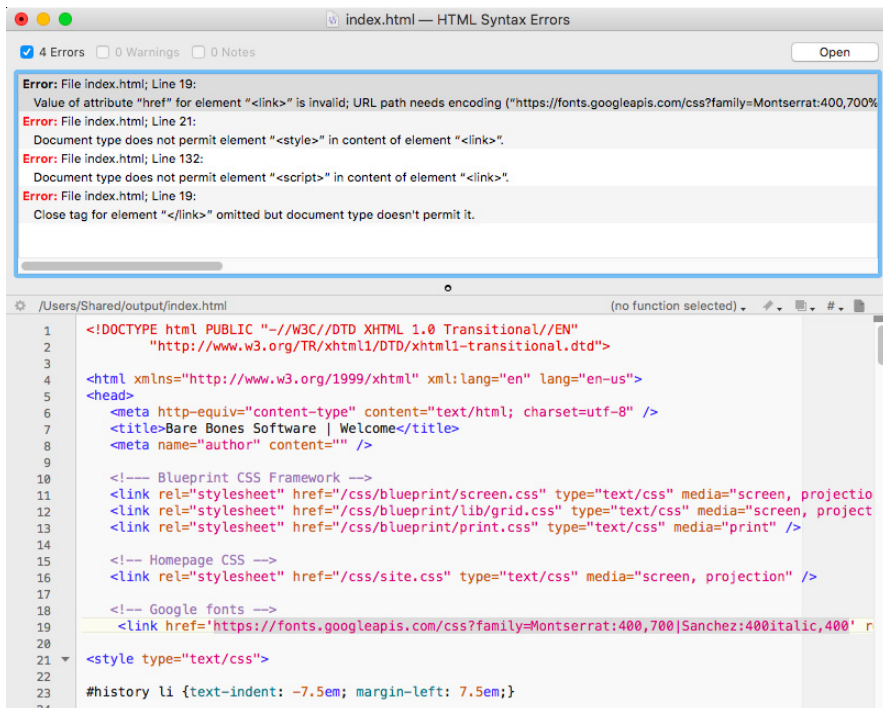 index.html — HTML Syntax Errors
4 Errors 0 Warnings 0 Notes Open
Error: File index.html; Line 19:
Value of attribute “href” for element “<link>” is invalid; URL path needs encoding (“https://fonts.googleapis.com/css?family=Montserrat:400,700%
Error: File index.html; Line 21:
Document type does not permit element “<style>” in content of element “<link>”.
Error: File index.html; Line 132:
Document type does not permit element “<script>” in content of element “<link>”.
Error: File index.html; Line 19:
Close tag for element “</link>” omitted but document type doesn't permit it.
/Users/Shared/output/index.html (no function selected) #
1 <!DOCTYPE html PUBLIC "-//W3C//DTD XHTML 1.0 Transitional//EN"
2 "http://www.w3.org/TR/xhtml1/DTD/xhtml1-transitional.dtd">
3
4 <html xmlns="http://www.w3.org/1999/xhtml" xml:lang="en" lang="en-us">
5 <head>
6 <meta http-equiv="content-type" content="text/html; charset=utf-8" />
7 <title>Bare Bones Software | Welcome</title>
8 <meta name="author" content="" />
9
10 <!--- Blueprint CSS Framework -->
11 <link rel="stylesheet" href="/css/blueprint/screen.css" type="text/css" media="screen, projectio
12 <link rel="stylesheet" href="/css/blueprint/lib/grid.css" type="text/css" media="screen, project
13 <link rel="stylesheet" href="/css/blueprint/print.css" type="text/css" media="print" />
14
15 <!-- Homepage CSS -->
16 <link rel="stylesheet" href="/css/site.css" type="text/css" media="screen, projection" />
17
18 <!-- Google fonts -->
19 <link href='https://fonts.googleapis.com/css?family=Montserrat:400,700|Sanchez:400italic,400' r
20
21 <style type="text/css">
22
23 #history li {text-indent: -7.5em; margin-left: 7.5em;}
24